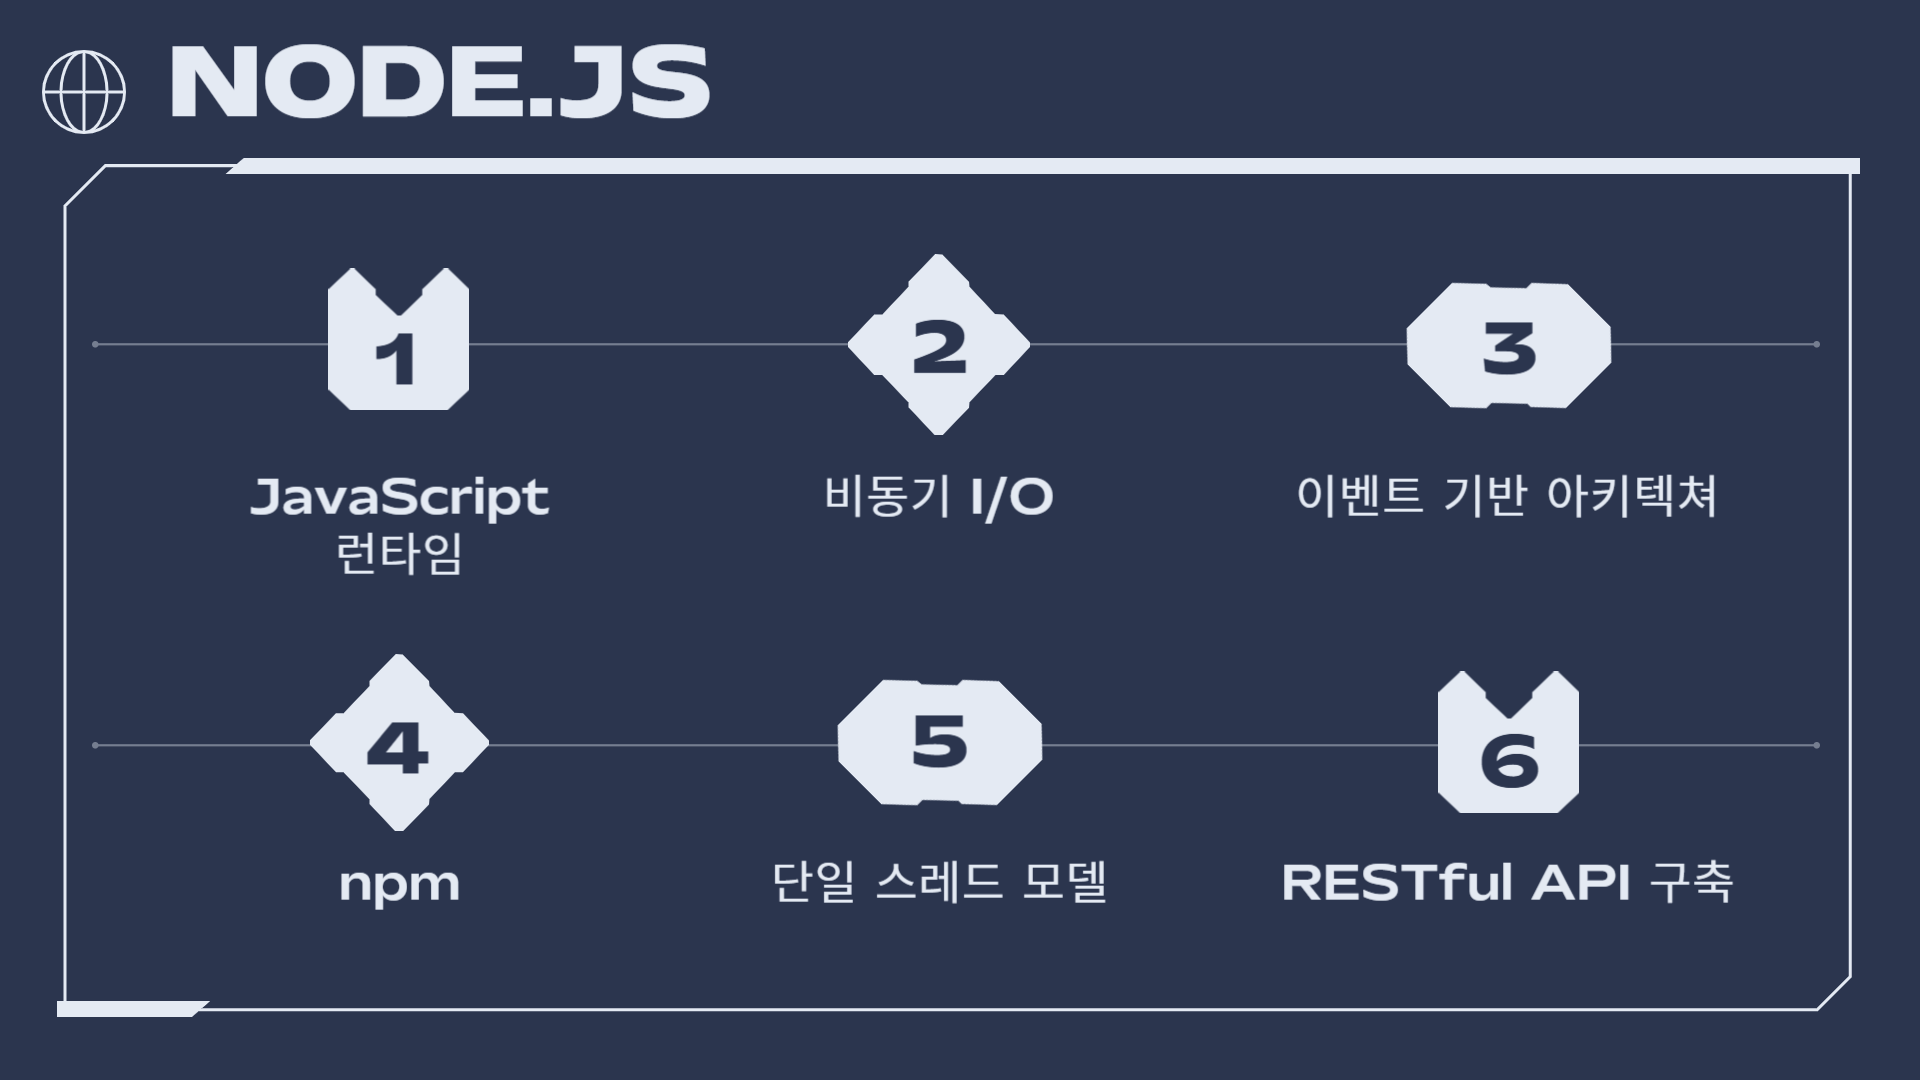 NODE.JS
1
2
3
JavaScript
런타임
비동기 I/O
이벤트 기반 아키텍쳐
4
5
6
npm
단일 스레드 모델
RESTful API 구축